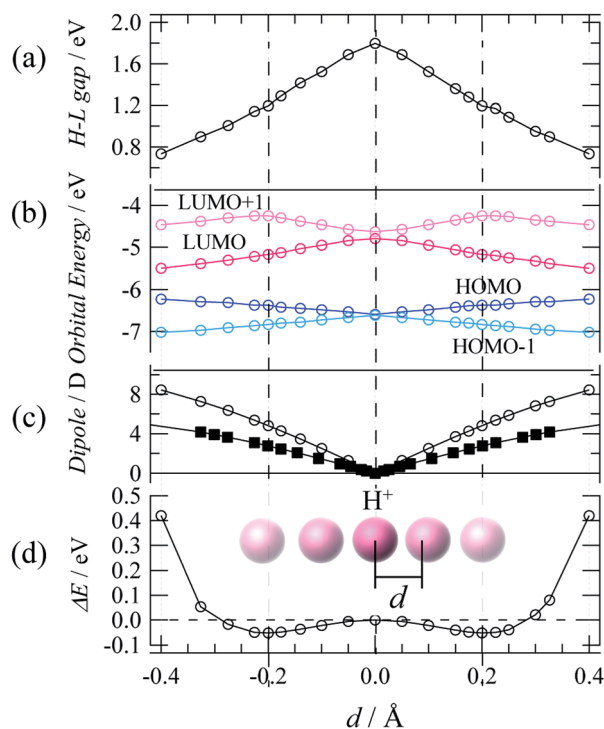 (a)
H-L gap / eV
2.0
1.6
1.2
0.8
(b)
Orbital Energy / eV
-4
-5
-6
-7
LUMO+1
LUMO
HOMO
HOMO-1
(c)
Dipole / D
8
4
0
(d)
ΔE / eV
0.5
0.4
0.3
0.2
0.1
0.0
-0.1
H+
d
-0.4 -0.2 0.0 0.2 0.4
d / Å